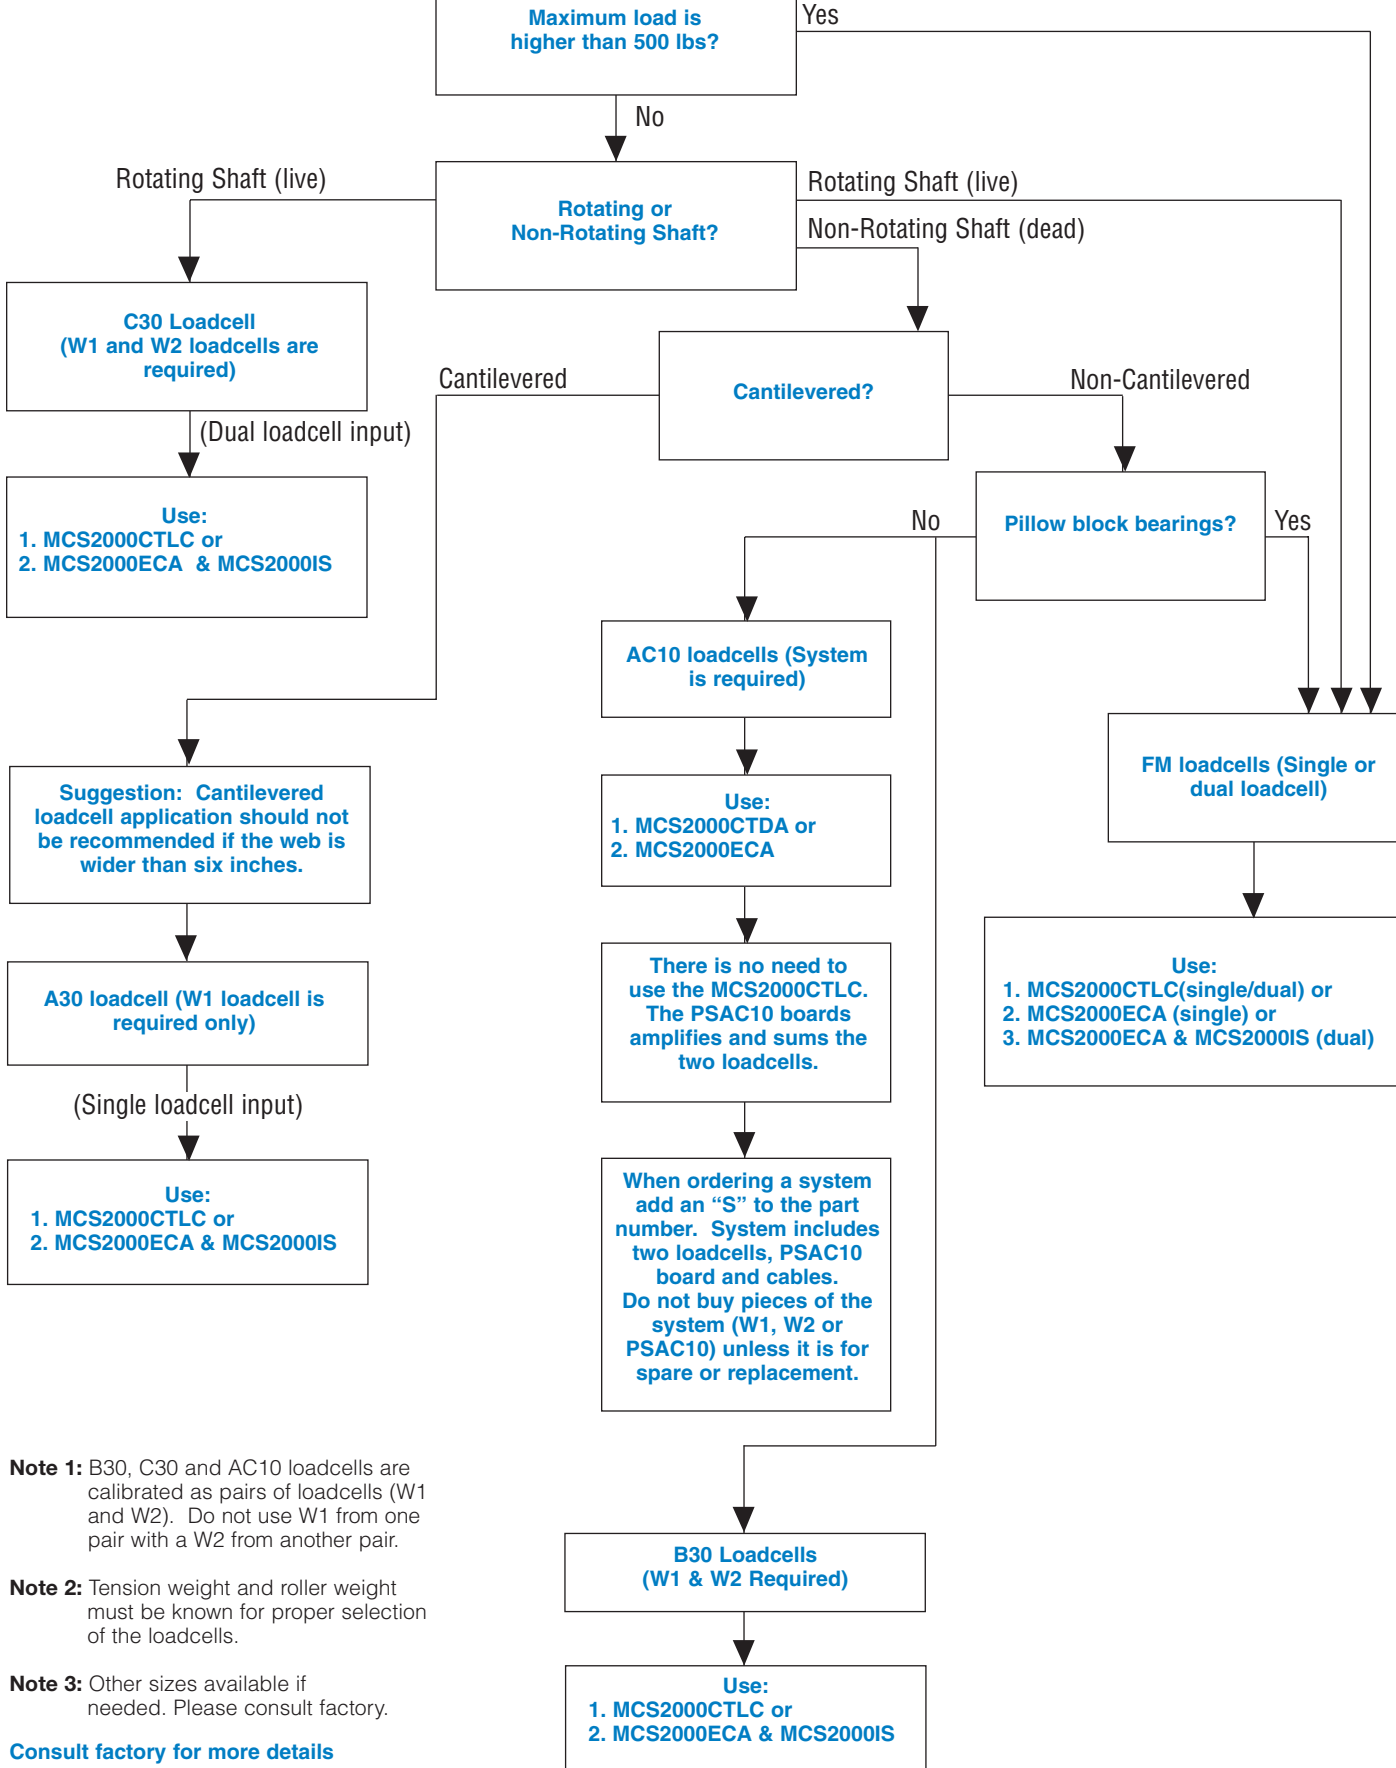 Maximum load is
higher than 500 lbs?
Yes
No
Rotating Shaft (live)
Rotating or
Non-Rotating Shaft?
Rotating Shaft (live)
Non-Rotating Shaft (dead)
C30 Loadcell
(W1 and W2 loadcells are
required)
(Dual loadcell input)
Use:
1. MCS2000CTLC or
2. MCS2000ECA  & MCS2000IS
Cantilevered
Cantilevered?
Non-Cantilevered
No
Pillow block bearings?
Yes
AC10 loadcells (System
is required)
Use:
1. MCS2000CTDA or
2. MCS2000ECA
There is no need to
use the MCS2000CTLC.
The PSAC10 boards
amplifies and sums the
two loadcells.
When ordering a system
add an “S” to the part
number.  System includes
two loadcells, PSAC10
board and cables.
Do not buy pieces of the
system (W1, W2 or
PSAC10) unless it is for
spare or replacement.
FM loadcells (Single or
dual loadcell)
Use:
1. MCS2000CTLC(single/dual) or
2. MCS2000ECA (single) or
3. MCS2000ECA & MCS2000IS (dual)
Suggestion:  Cantilevered
loadcell application should not
be recommended if the web is
wider than six inches.
A30 loadcell (W1 loadcell is
required only)
(Single loadcell input)
Use:
1. MCS2000CTLC or
2. MCS2000ECA & MCS2000IS
B30 Loadcells
(W1 & W2 Required)
Use:
1. MCS2000CTLC or
2. MCS2000ECA & MCS2000IS
Note 1: B30, C30 and AC10 loadcells are
calibrated as pairs of loadcells (W1
and W2).  Do not use W1 from one
pair with a W2 from another pair.
Note 2: Tension weight and roller weight
must be known for proper selection
of the loadcells.
Note 3: Other sizes available if
needed. Please consult factory.
Consult factory for more details